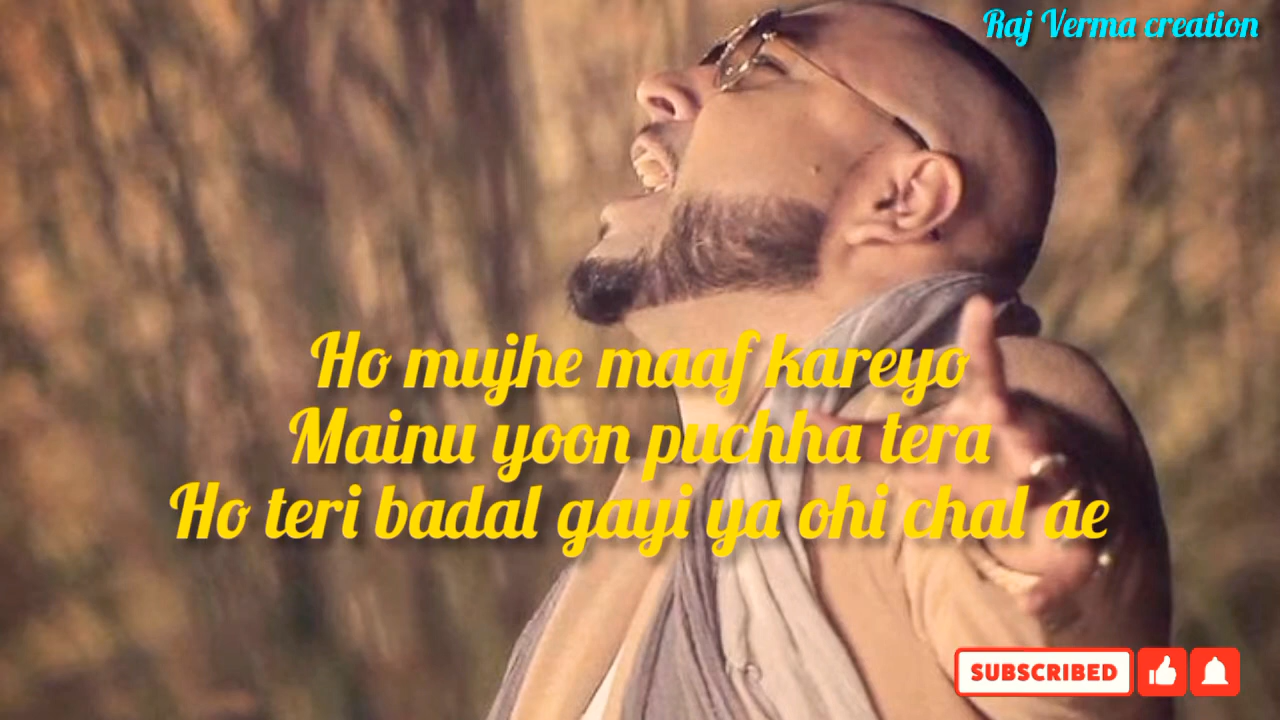 Raj Verma creation
Ho mujhe maaf kareyo
Mainu yoon puchha tera
Ho teri badal gayi ya ohi chal ae
SUBSCRIBED